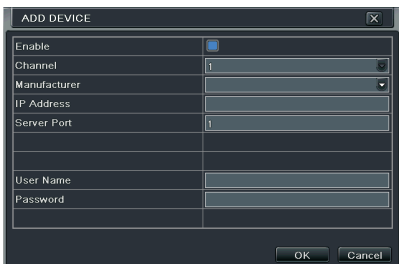 ADD DEVICE X
Enable
Channel 1
Manufacturer
IP Address
Server Port 1
User Name
Password
OK Cancel